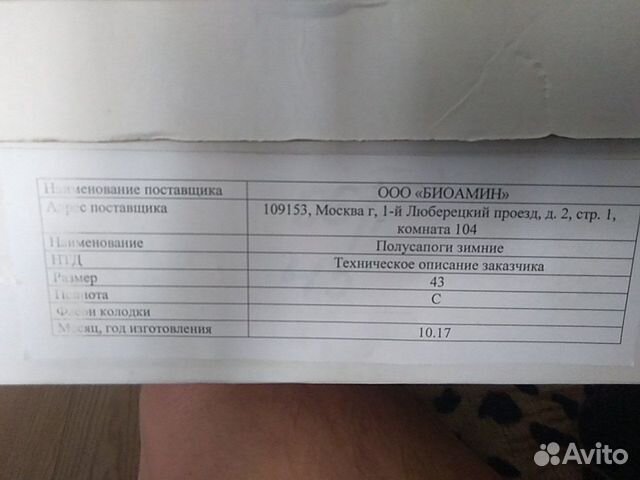 Наименование поставщика ООО «БИОАМИН»
Адрес поставщика 109153, Москва г, 1-й Люберецкий проезд, д. 2, стр. 1,
комната 104
Наименование Полусапоги зимние
НТД Техническое описание заказчика
Размер 43
Полнота С
Фасон колодки
Месяц, год изготовления 10.17
Avito